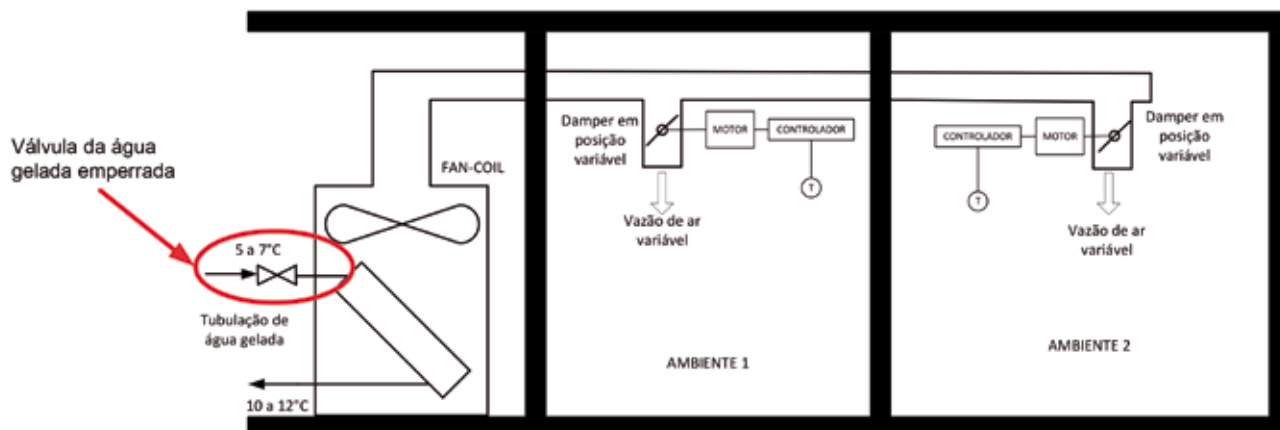 Válvula da água
gelada emperrada
5 a 7°C
Tubulação de
água gelada
10 a 12°C
FAN-COIL
Damper em
posição
variável
MOTOR
CONTROLADOR
T
Vazão de ar
variável
AMBIENTE 1
CONTROLADOR
MOTOR
Damper em
posição
variável
T
Vazão de ar
variável
AMBIENTE 2